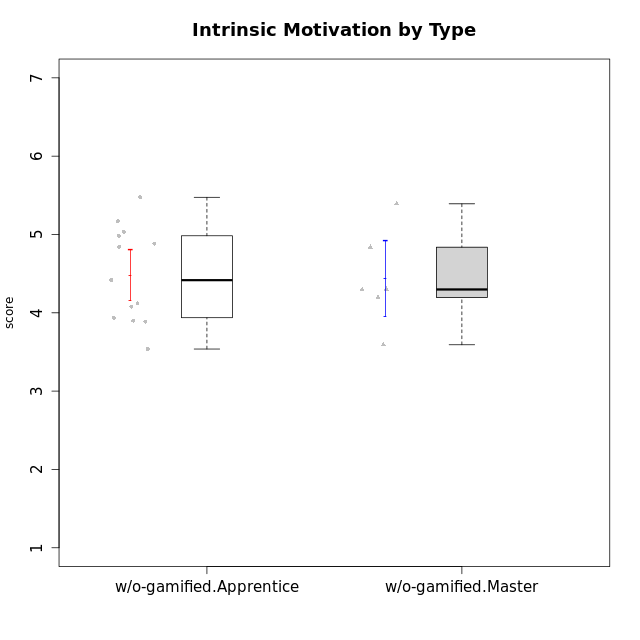 Intrinsic Motivation by Type
7
6
5
4
3
2
1
score
w/o-gamified.Apprentice
w/o-gamified.Master